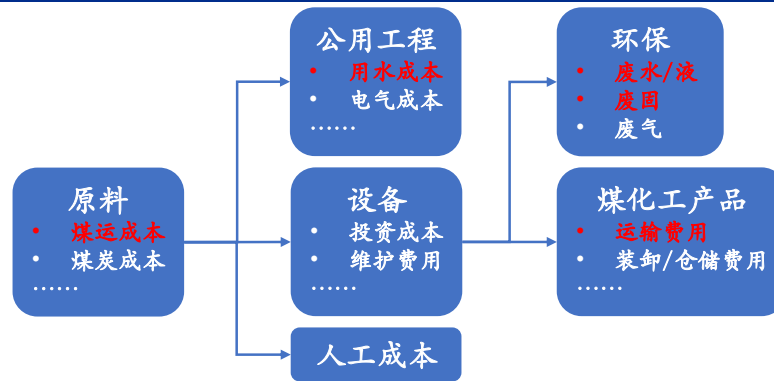 原料
• 煤运成本
• 煤炭成本
……
公用工程
• 用水成本
• 电气成本
……
设备
• 投资成本
• 维护费用
……
人工成本
环保
• 废水/液
• 废固
• 废气
煤化工产品
• 运输费用
• 装卸/仓储费用
……